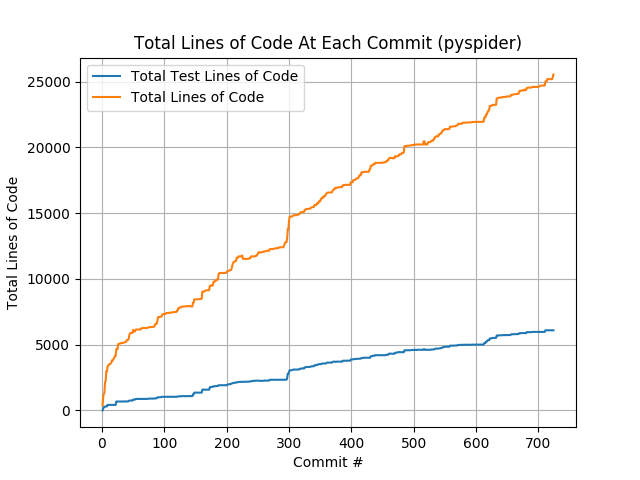 Total Lines of Code At Each Commit (pyspider)
Total Test Lines of Code
Total Lines of Code
Total Lines of Code
25000
20000
15000
10000
5000
0
0 100 200 300 400 500 600 700
Commit #